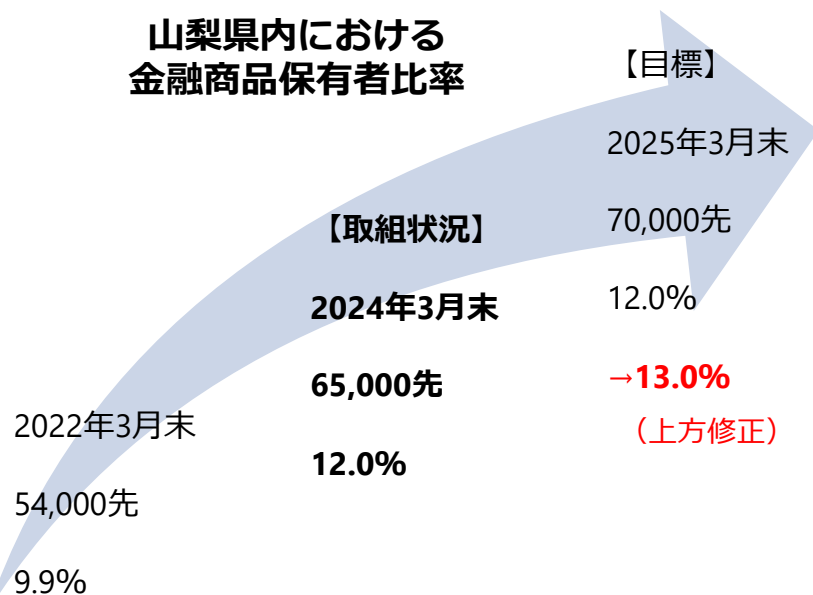 山梨県内における
金融商品保有者比率
2022年3月末
54,000先
9.9%
【取組状況】
2024年3月末
65,000先
12.0%
【目標】
2025年3月末
70,000先
12.0%
→13.0%
（上方修正）